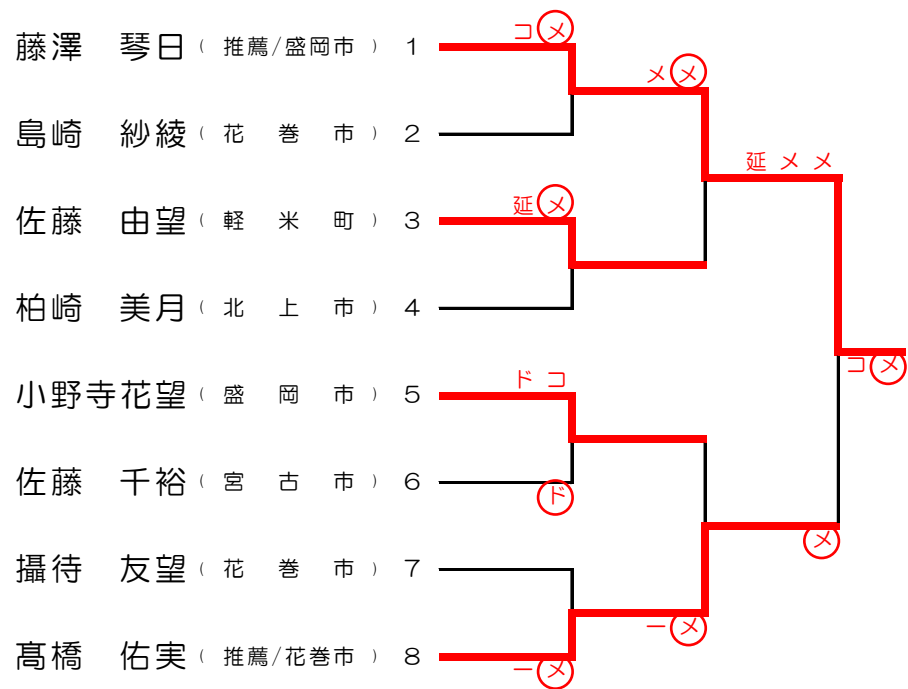 藤澤 琴日 ( 推薦/盛岡市 ) 1
コ メ
メ メ
島崎 紗綾 ( 花巻市 ) 2
延 メ メ
佐藤 由望 ( 軽米町 ) 3
延 メ
柏崎 美月 ( 北上市 ) 4
コ メ
小野寺花望 ( 盛岡市 ) 5
ド コ
佐藤 千裕 ( 宮古市 ) 6
ド
メ
攝待 友望 ( 花巻市 ) 7
一 メ
髙橋 佑実 ( 推薦/花巻市 ) 8
一 メ